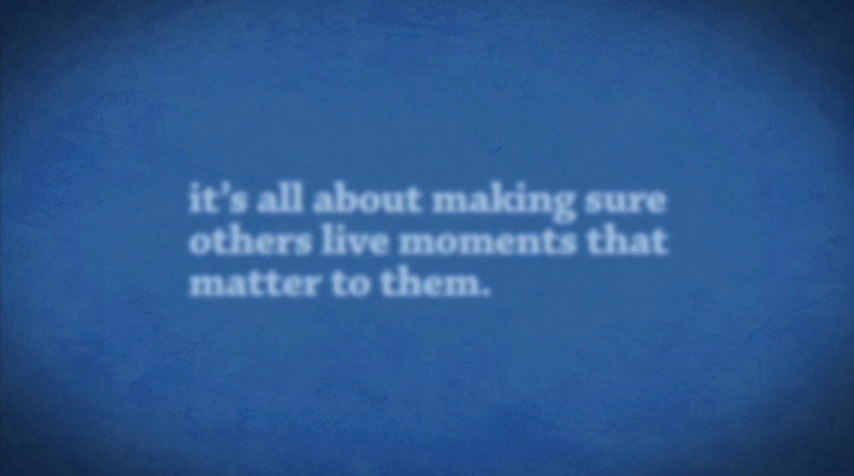 it's all about making sure
others live moments that
matter to them.